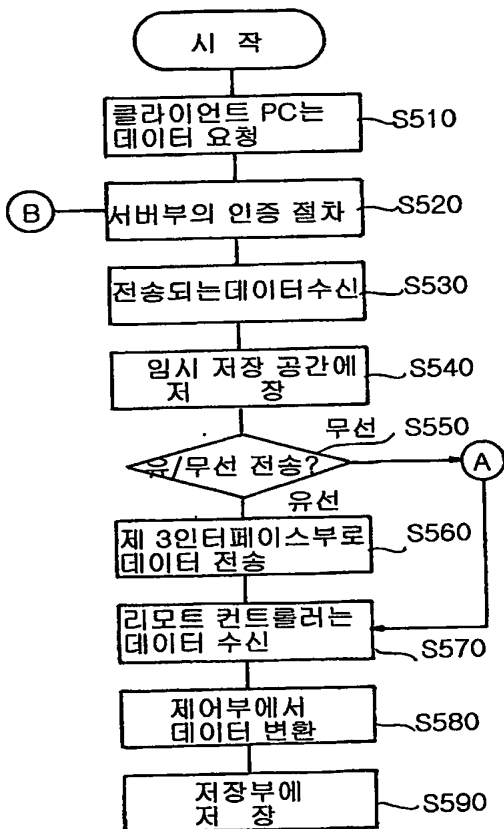 시 작
클라이언트 PC는
데이터 요청
S510
B
서버부의 인증 절차
S520
전송되는데이터수신
S530
임시 저장 공간에
저 장
S540
무선
S550
유/무선 전송?
A
유선
제 3인터페이스부로
데이터 전송
S560
리모트 컨트롤러는
데이터 수신
S570
제어부에서
데이터 변환
S580
저장부에
저 장
S590